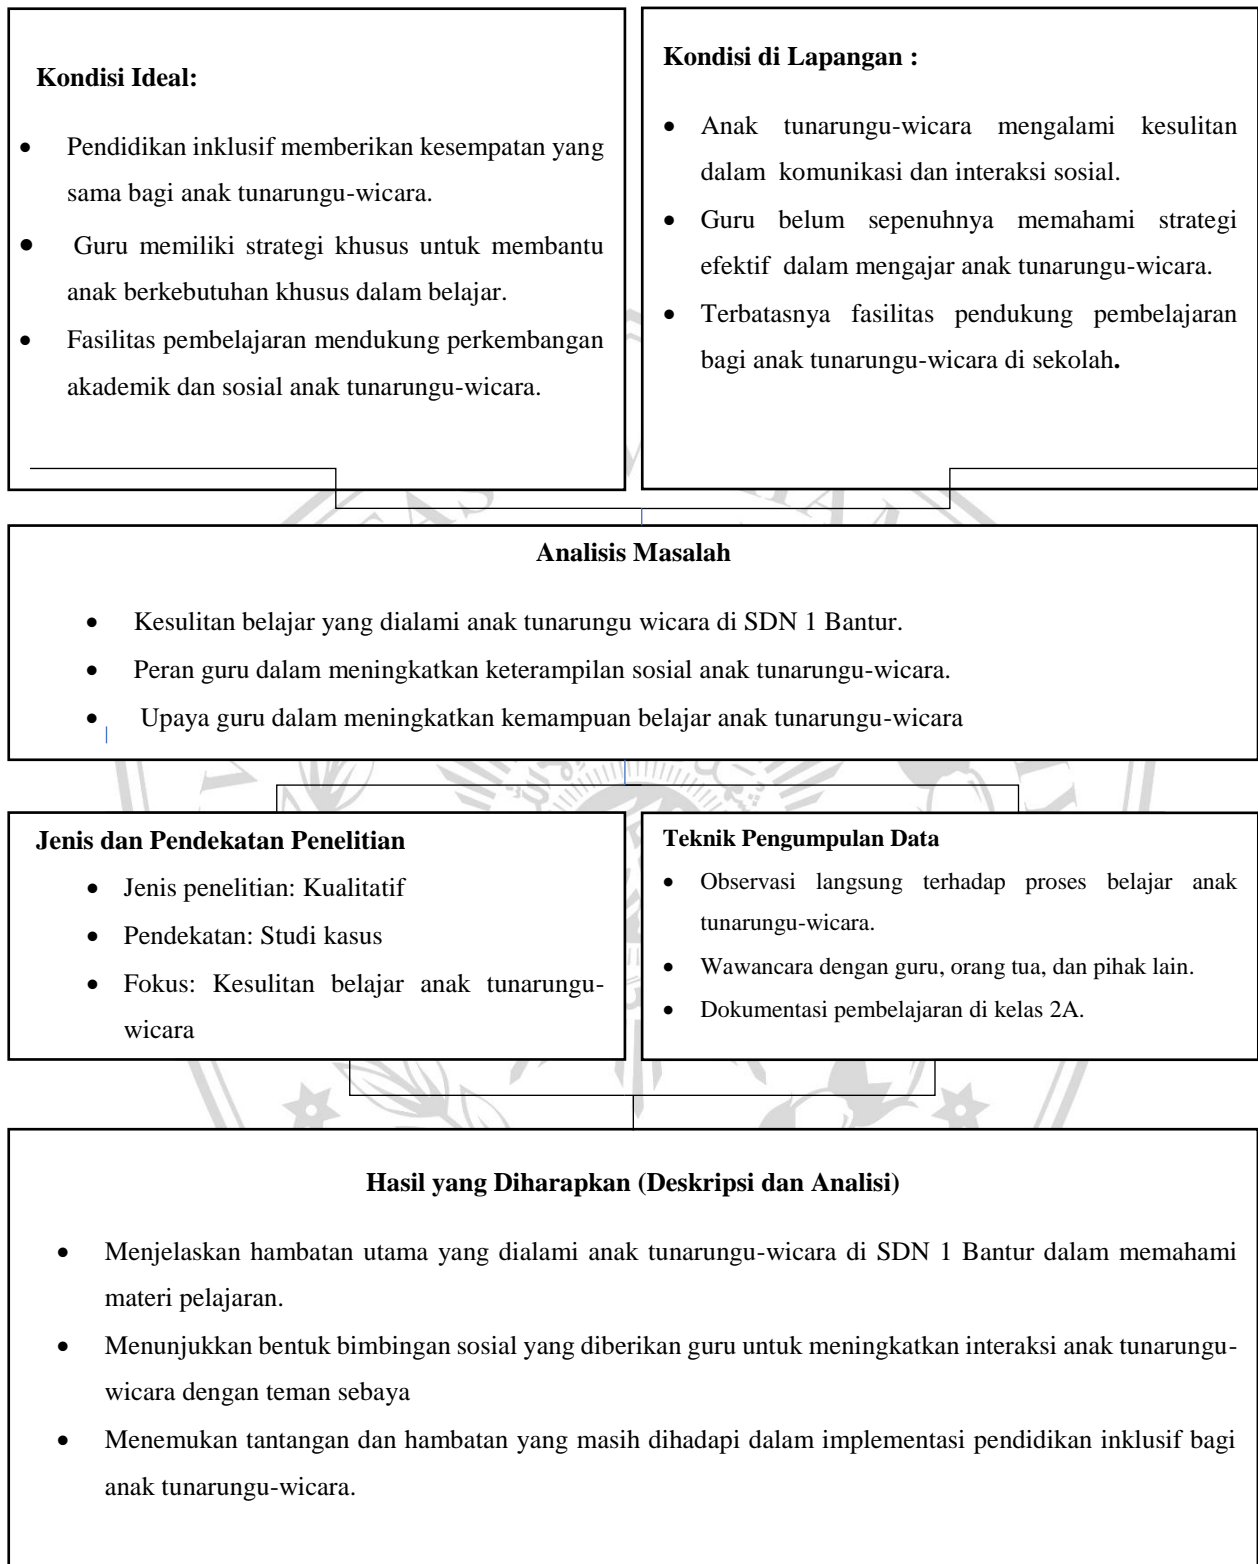 Kondisi Ideal:
• Pendidikan inklusif memberikan kesempatan yang
sama bagi anak tunarungu-wicara.
• Guru memiliki strategi khusus untuk membantu
anak berkebutuhan khusus dalam belajar.
• Fasilitas pembelajaran mendukung perkembangan
akademik dan sosial anak tunarungu-wicara.
Kondisi di Lapangan :
• Anak tunarungu-wicara mengalami kesulitan
dalam komunikasi dan interaksi sosial.
• Guru belum sepenuhnya memahami strategi
efektif dalam mengajar anak tunarungu-wicara.
• Terbatasnya fasilitas pendukung pembelajaran
bagi anak tunarungu-wicara di sekolah.
Analisis Masalah
• Kesulitan belajar yang dialami anak tunarungu wicara di SDN 1 Bantur.
• Peran guru dalam meningkatkan keterampilan sosial anak tunarungu-wicara.
• Upaya guru dalam meningkatkan kemampuan belajar anak tunarungu-wicara
Jenis dan Pendekatan Penelitian
• Jenis penelitian: Kualitatif
• Pendekatan: Studi kasus
• Fokus: Kesulitan belajar anak tunarungu-
wicara
Teknik Pengumpulan Data
• Observasi langsung terhadap proses belajar anak
tunarungu-wicara.
• Wawancara dengan guru, orang tua, dan pihak lain.
• Dokumentasi pembelajaran di kelas 2A.
Hasil yang Diharapkan (Deskripsi dan Analisi)
• Menjelaskan hambatan utama yang dialami anak tunarungu-wicara di SDN 1 Bantur dalam memahami
materi pelajaran.
• Menunjukkan bentuk bimbingan sosial yang diberikan guru untuk meningkatkan interaksi anak tunarungu-
wicara dengan teman sebaya
• Menemukan tantangan dan hambatan yang masih dihadapi dalam implementasi pendidikan inklusif bagi
anak tunarungu-wicara.